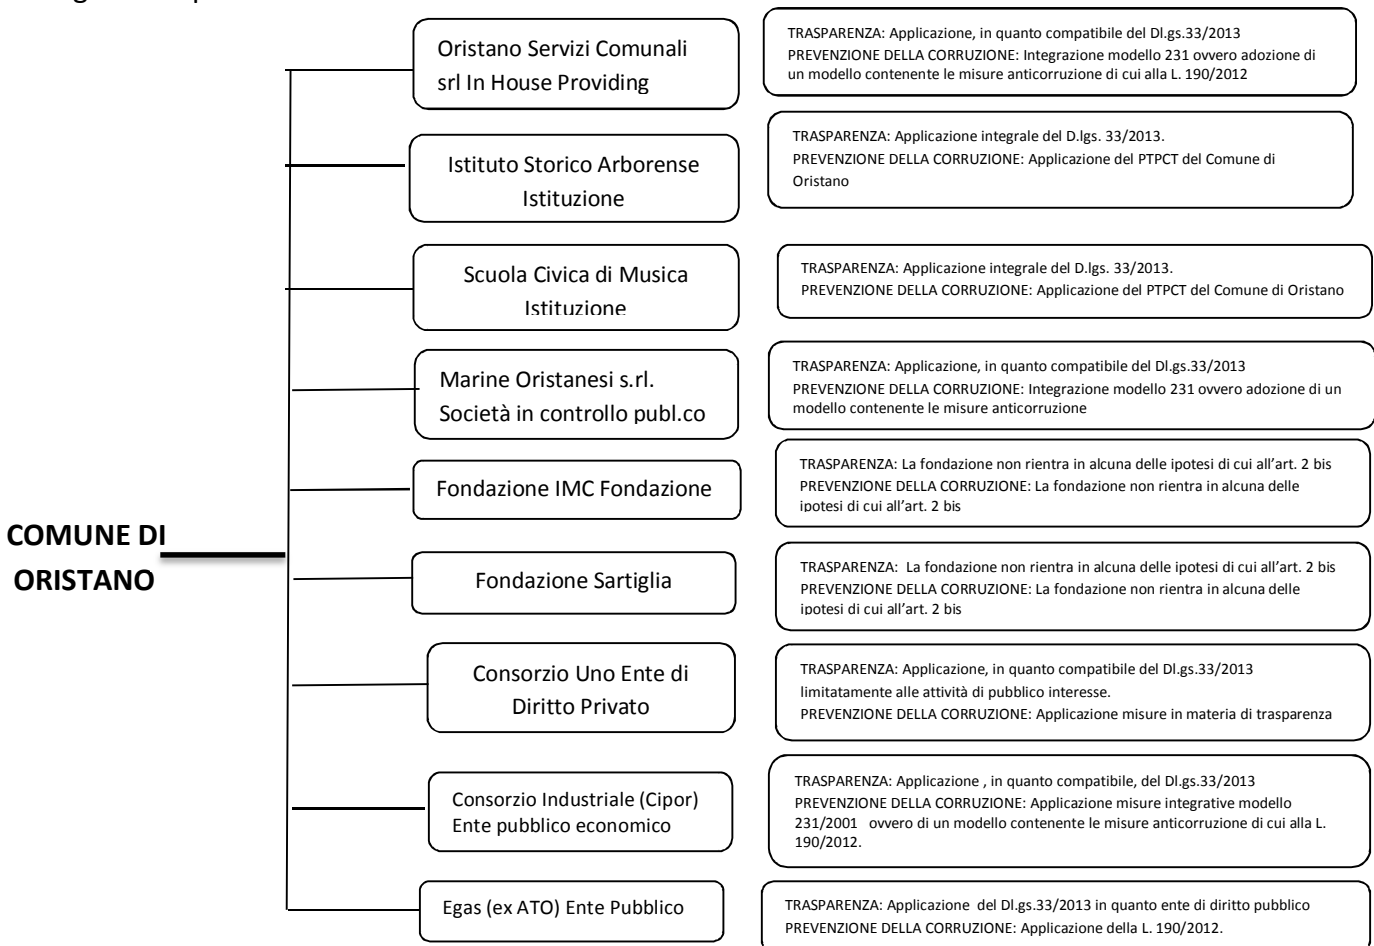 Oristano Servizi Comunali
srl In House Providing
TRASPARENZA: Applicazione, in quanto compatibile del Dl.gs.33/2013
PREVENZIONE DELLA CORRUZIONE: Integrazione modello 231 ovvero adozione di
un modello contenente le misure anticorruzione di cui alla L. 190/2012
Istituto Storico Arborense
Istituzione
TRASPARENZA: Applicazione integrale del D.lgs. 33/2013.
PREVENZIONE DELLA CORRUZIONE: Applicazione del PTPCT del Comune di
Oristano
Scuola Civica di Musica
Istituzione
TRASPARENZA: Applicazione integrale del D.lgs. 33/2013.
PREVENZIONE DELLA CORRUZIONE: Applicazione del PTPCT del Comune di Oristano
Marine Oristanesi s.rl.
Società in controllo publ.co
TRASPARENZA: Applicazione, in quanto compatibile del Dl.gs.33/2013
PREVENZIONE DELLA CORRUZIONE: Integrazione modello 231 ovvero adozione di un
modello contenente le misure anticorruzione
Fondazione IMC Fondazione
TRASPARENZA: La fondazione non rientra in alcuna delle ipotesi di cui all’art. 2 bis
PREVENZIONE DELLA CORRUZIONE: La fondazione non rientra in alcuna delle
ipotesi di cui all’art. 2 bis
COMUNE DI
ORISTANO
Fondazione Sartiglia
TRASPARENZA: La fondazione non rientra in alcuna delle ipotesi di cui all’art. 2 bis
PREVENZIONE DELLA CORRUZIONE: La fondazione non rientra in alcuna delle
ipotesi di cui all’art. 2 bis
Consorzio Uno Ente di
Diritto Privato
TRASPARENZA: Applicazione, in quanto compatibile del Dl.gs.33/2013
limitatamente alle attività di pubblico interesse.
PREVENZIONE DELLA CORRUZIONE: Applicazione misure in materia di trasparenza
Consorzio Industriale (Cipor)
Ente pubblico economico
TRASPARENZA: Applicazione , in quanto compatibile, del Dl.gs.33/2013
PREVENZIONE DELLA CORRUZIONE: Applicazione misure integrative modello
231/2001 ovvero di un modello contenente le misure anticorruzione di cui alla L.
190/2012.
Egas (ex ATO) Ente Pubblico
TRASPARENZA: Applicazione del Dl.gs.33/2013 in quanto ente di diritto pubblico
PREVENZIONE DELLA CORRUZIONE: Applicazione della L. 190/2012.